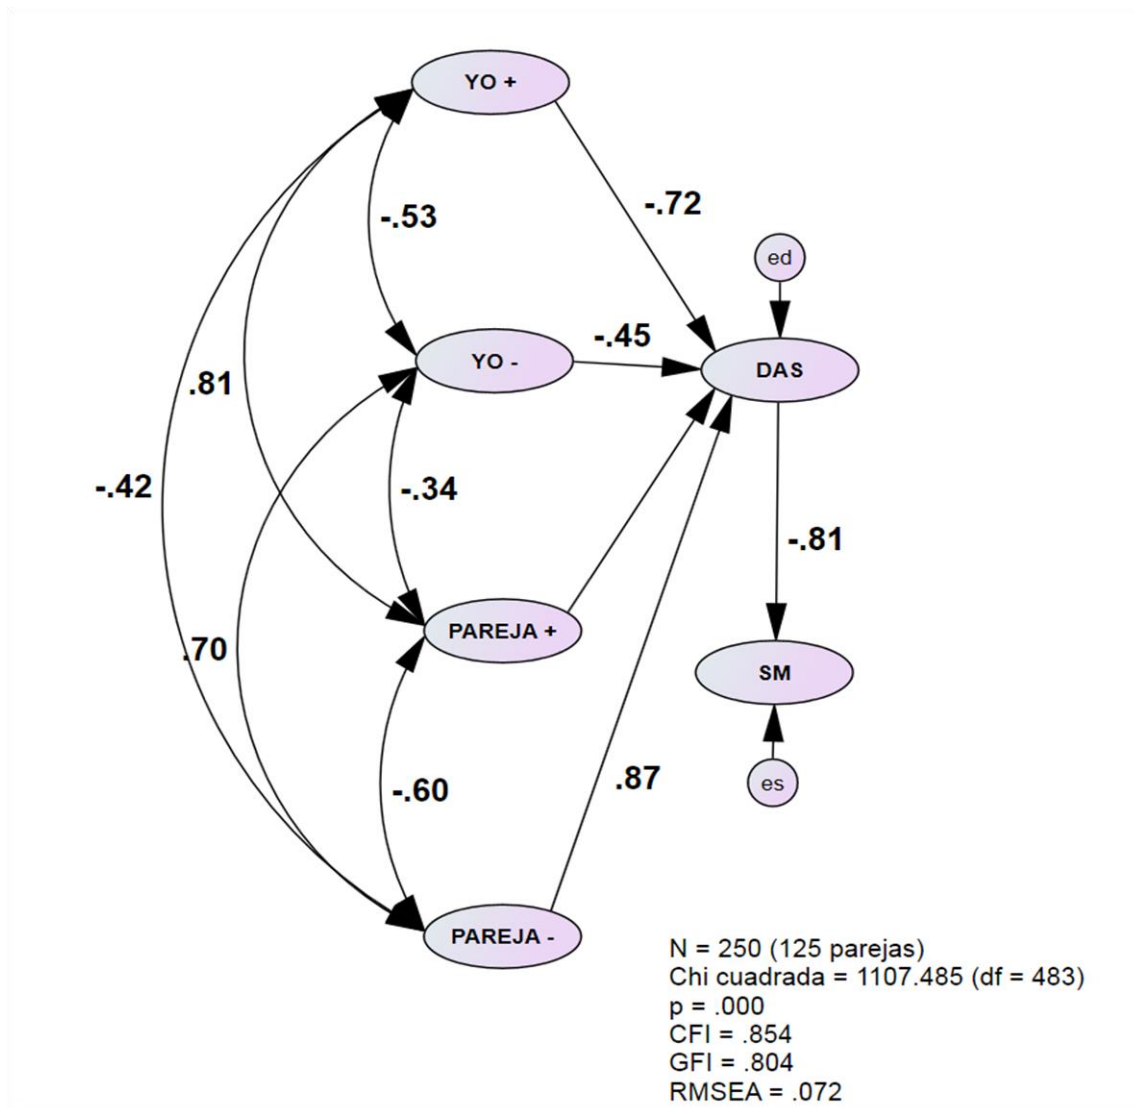 YO +
-.53
-.72
ed
YO -
-.45
DAS
.81
-.42
-.34
-.81
PAREJA +
.70
SM
-.60
.87
es
PAREJA -
N = 250 (125 parejas)
Chi cuadrada = 1107.485 (df = 483)
p = .000
CFI = .854
GFI = .804
RMSEA = .072